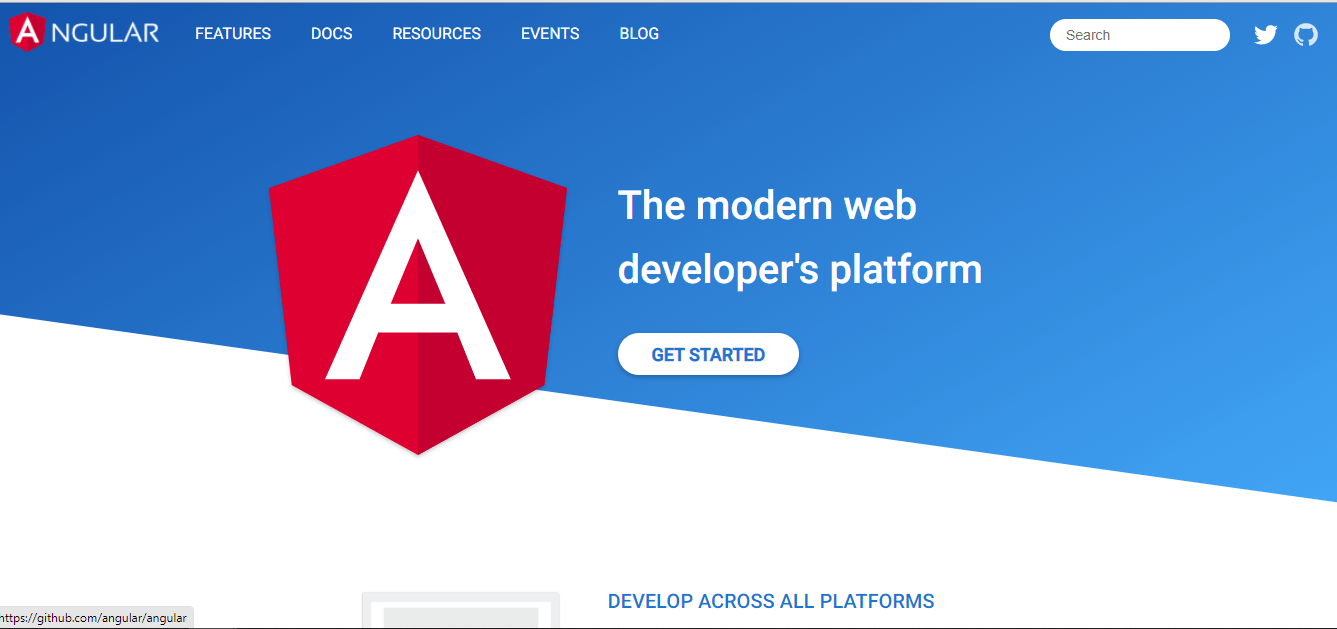 ANGULAR FEATURES DOCS RESOURCES EVENTS BLOG Search
A
The modern web
developer's platform
GET STARTED
DEVELOP ACROSS ALL PLATFORMS
https://github.com/angular/angular